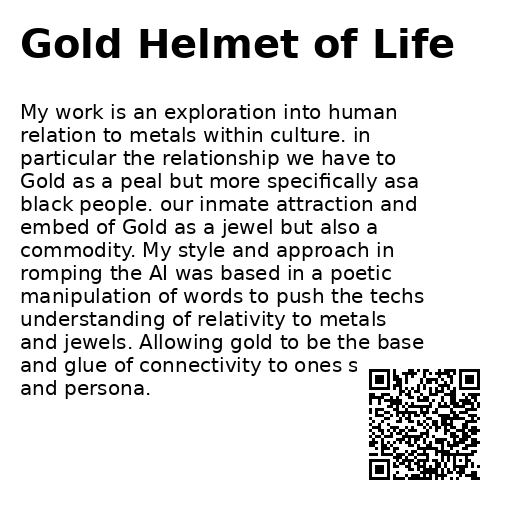 Gold Helmet of Life
My work is an exploration into human
relation to metals within culture. in
particular the relationship we have to
Gold as a peal but more specifically asa
black people. our inmate attraction and
embed of Gold as a jewel but also a
commodity. My style and approach in
romping the AI was based in a poetic
manipulation of words to push the techs
understanding of relativity to metals
and jewels. Allowing gold to be the base
and glue of connectivity to ones s
and persona.